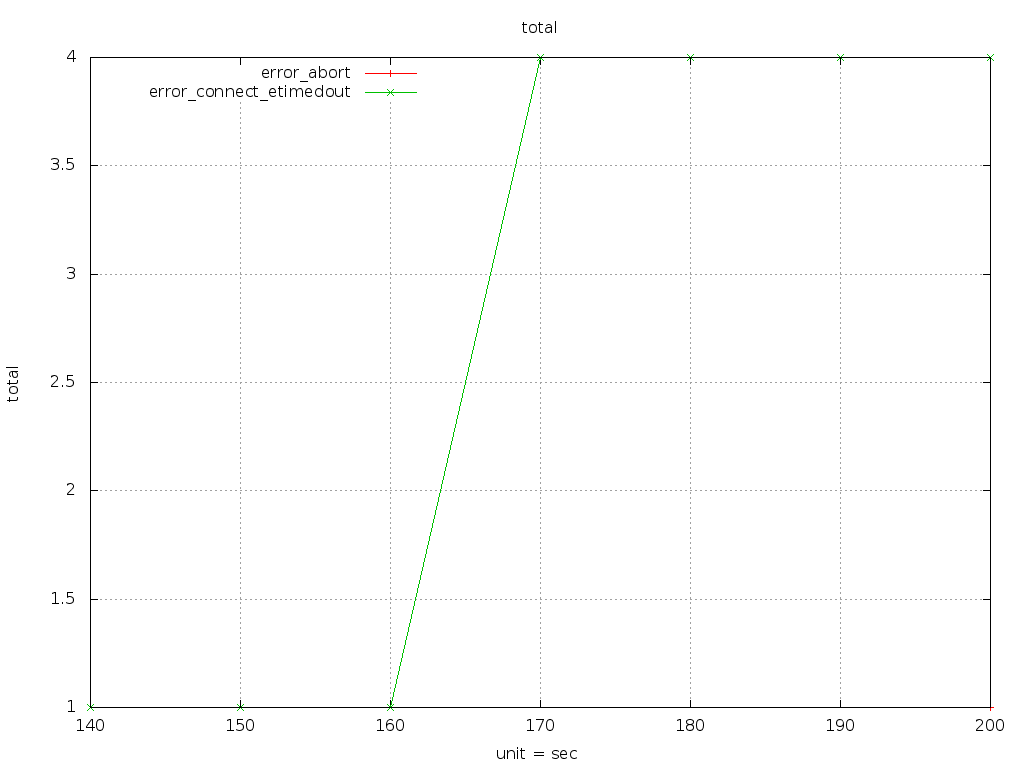 total
4
error_abort
error_connect_etimedout
3.5
3
2.5
total
2
1.5
1
140 150 160 170 180 190 200
unit = sec